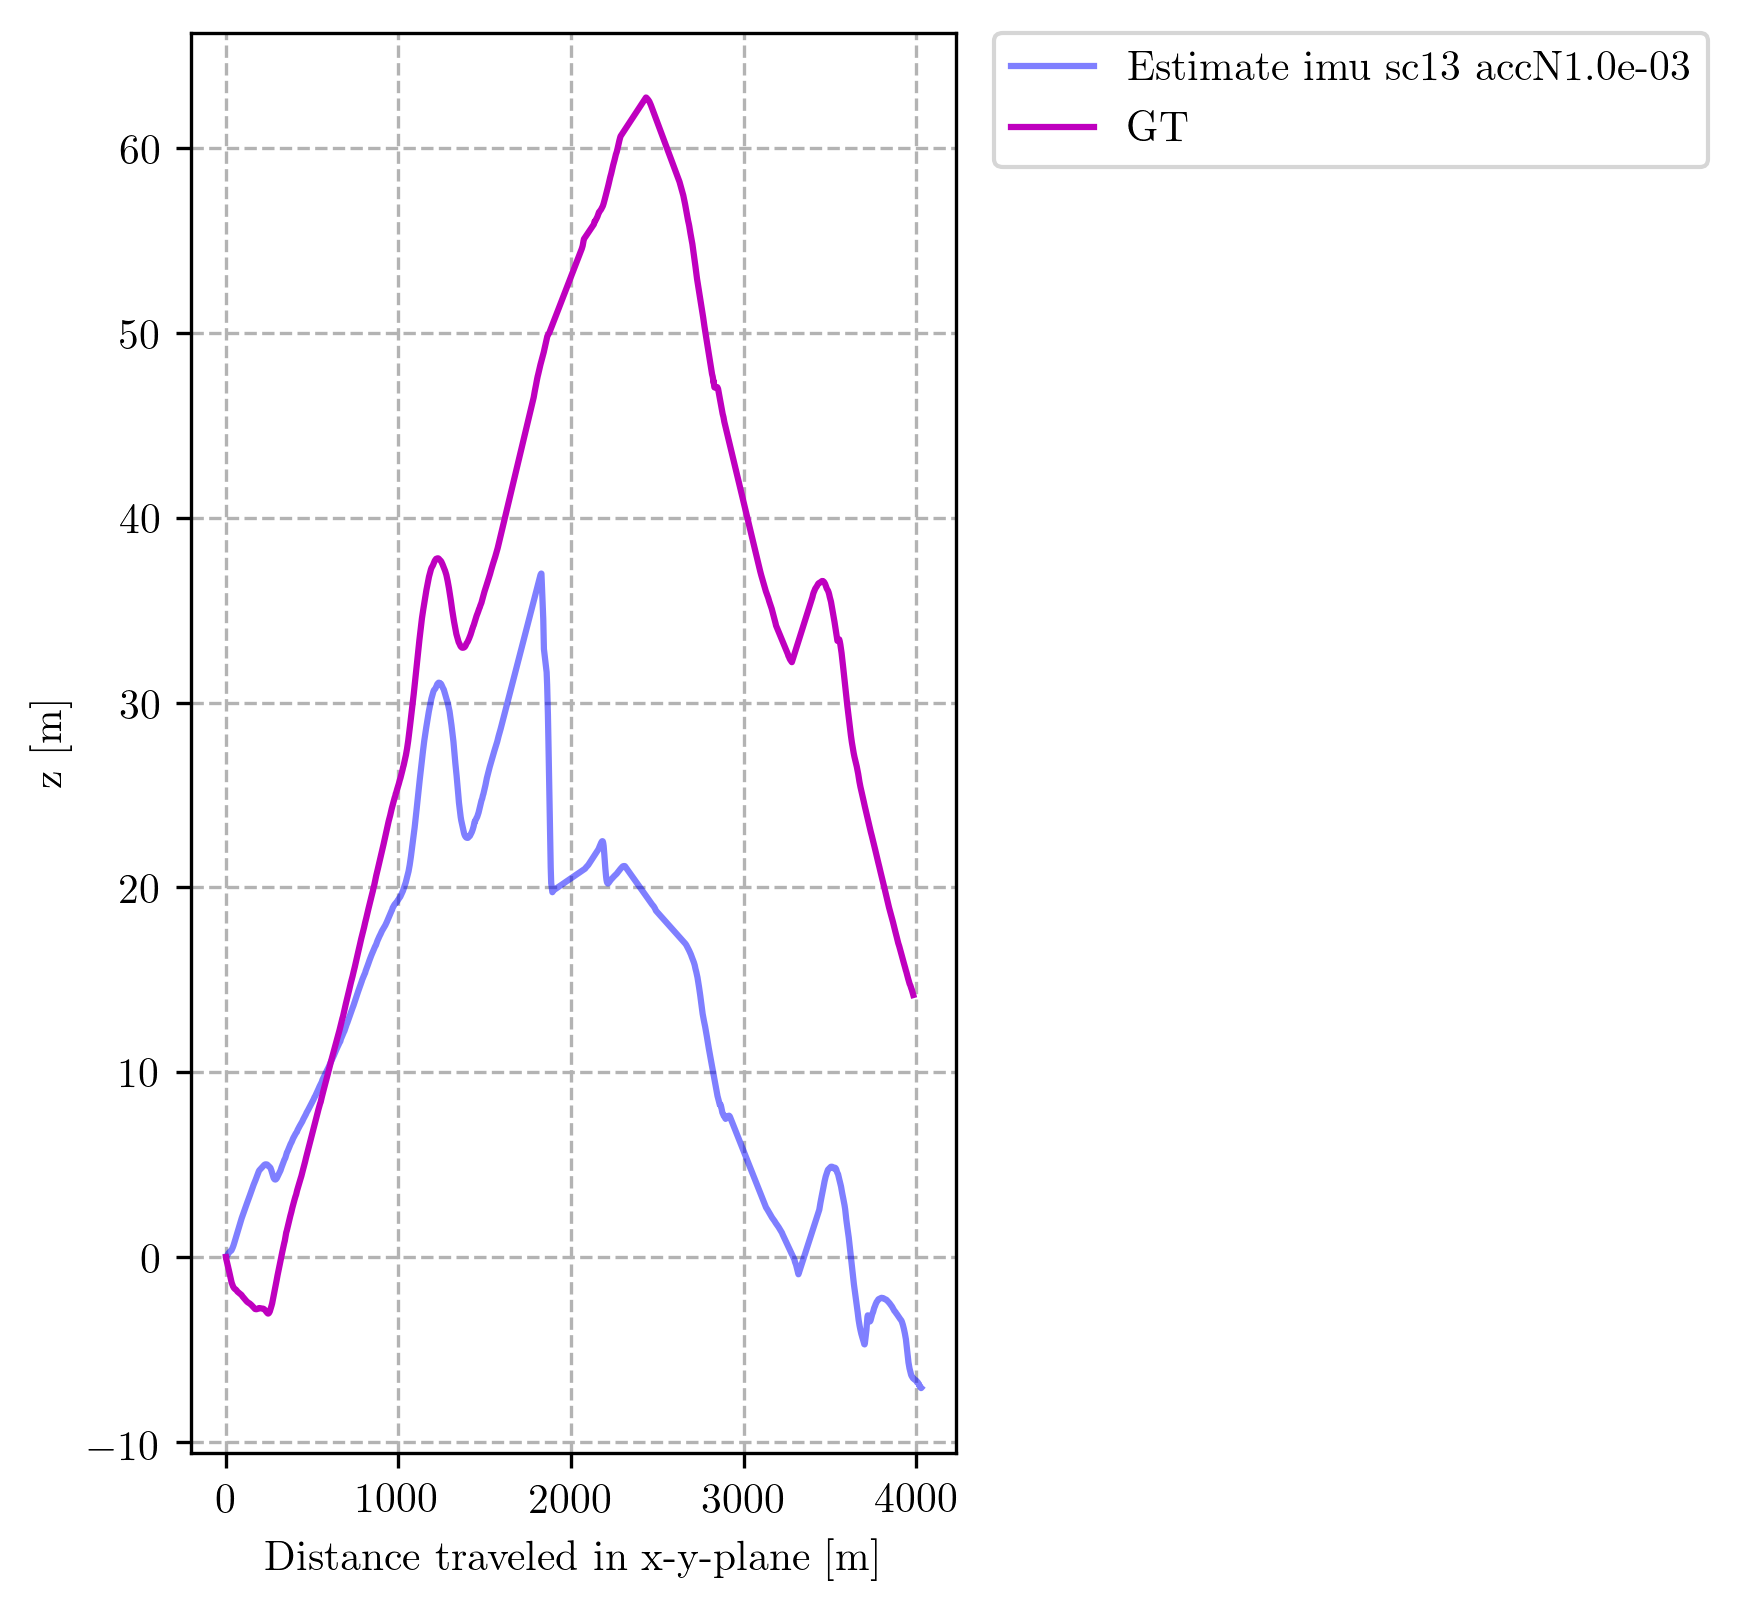 Estimate imu sc13 accN1.0e-03
GT
60
50
40
30
20
10
0
−10
z [m]
0 1000 2000 3000 4000
Distance traveled in x-y-plane [m]